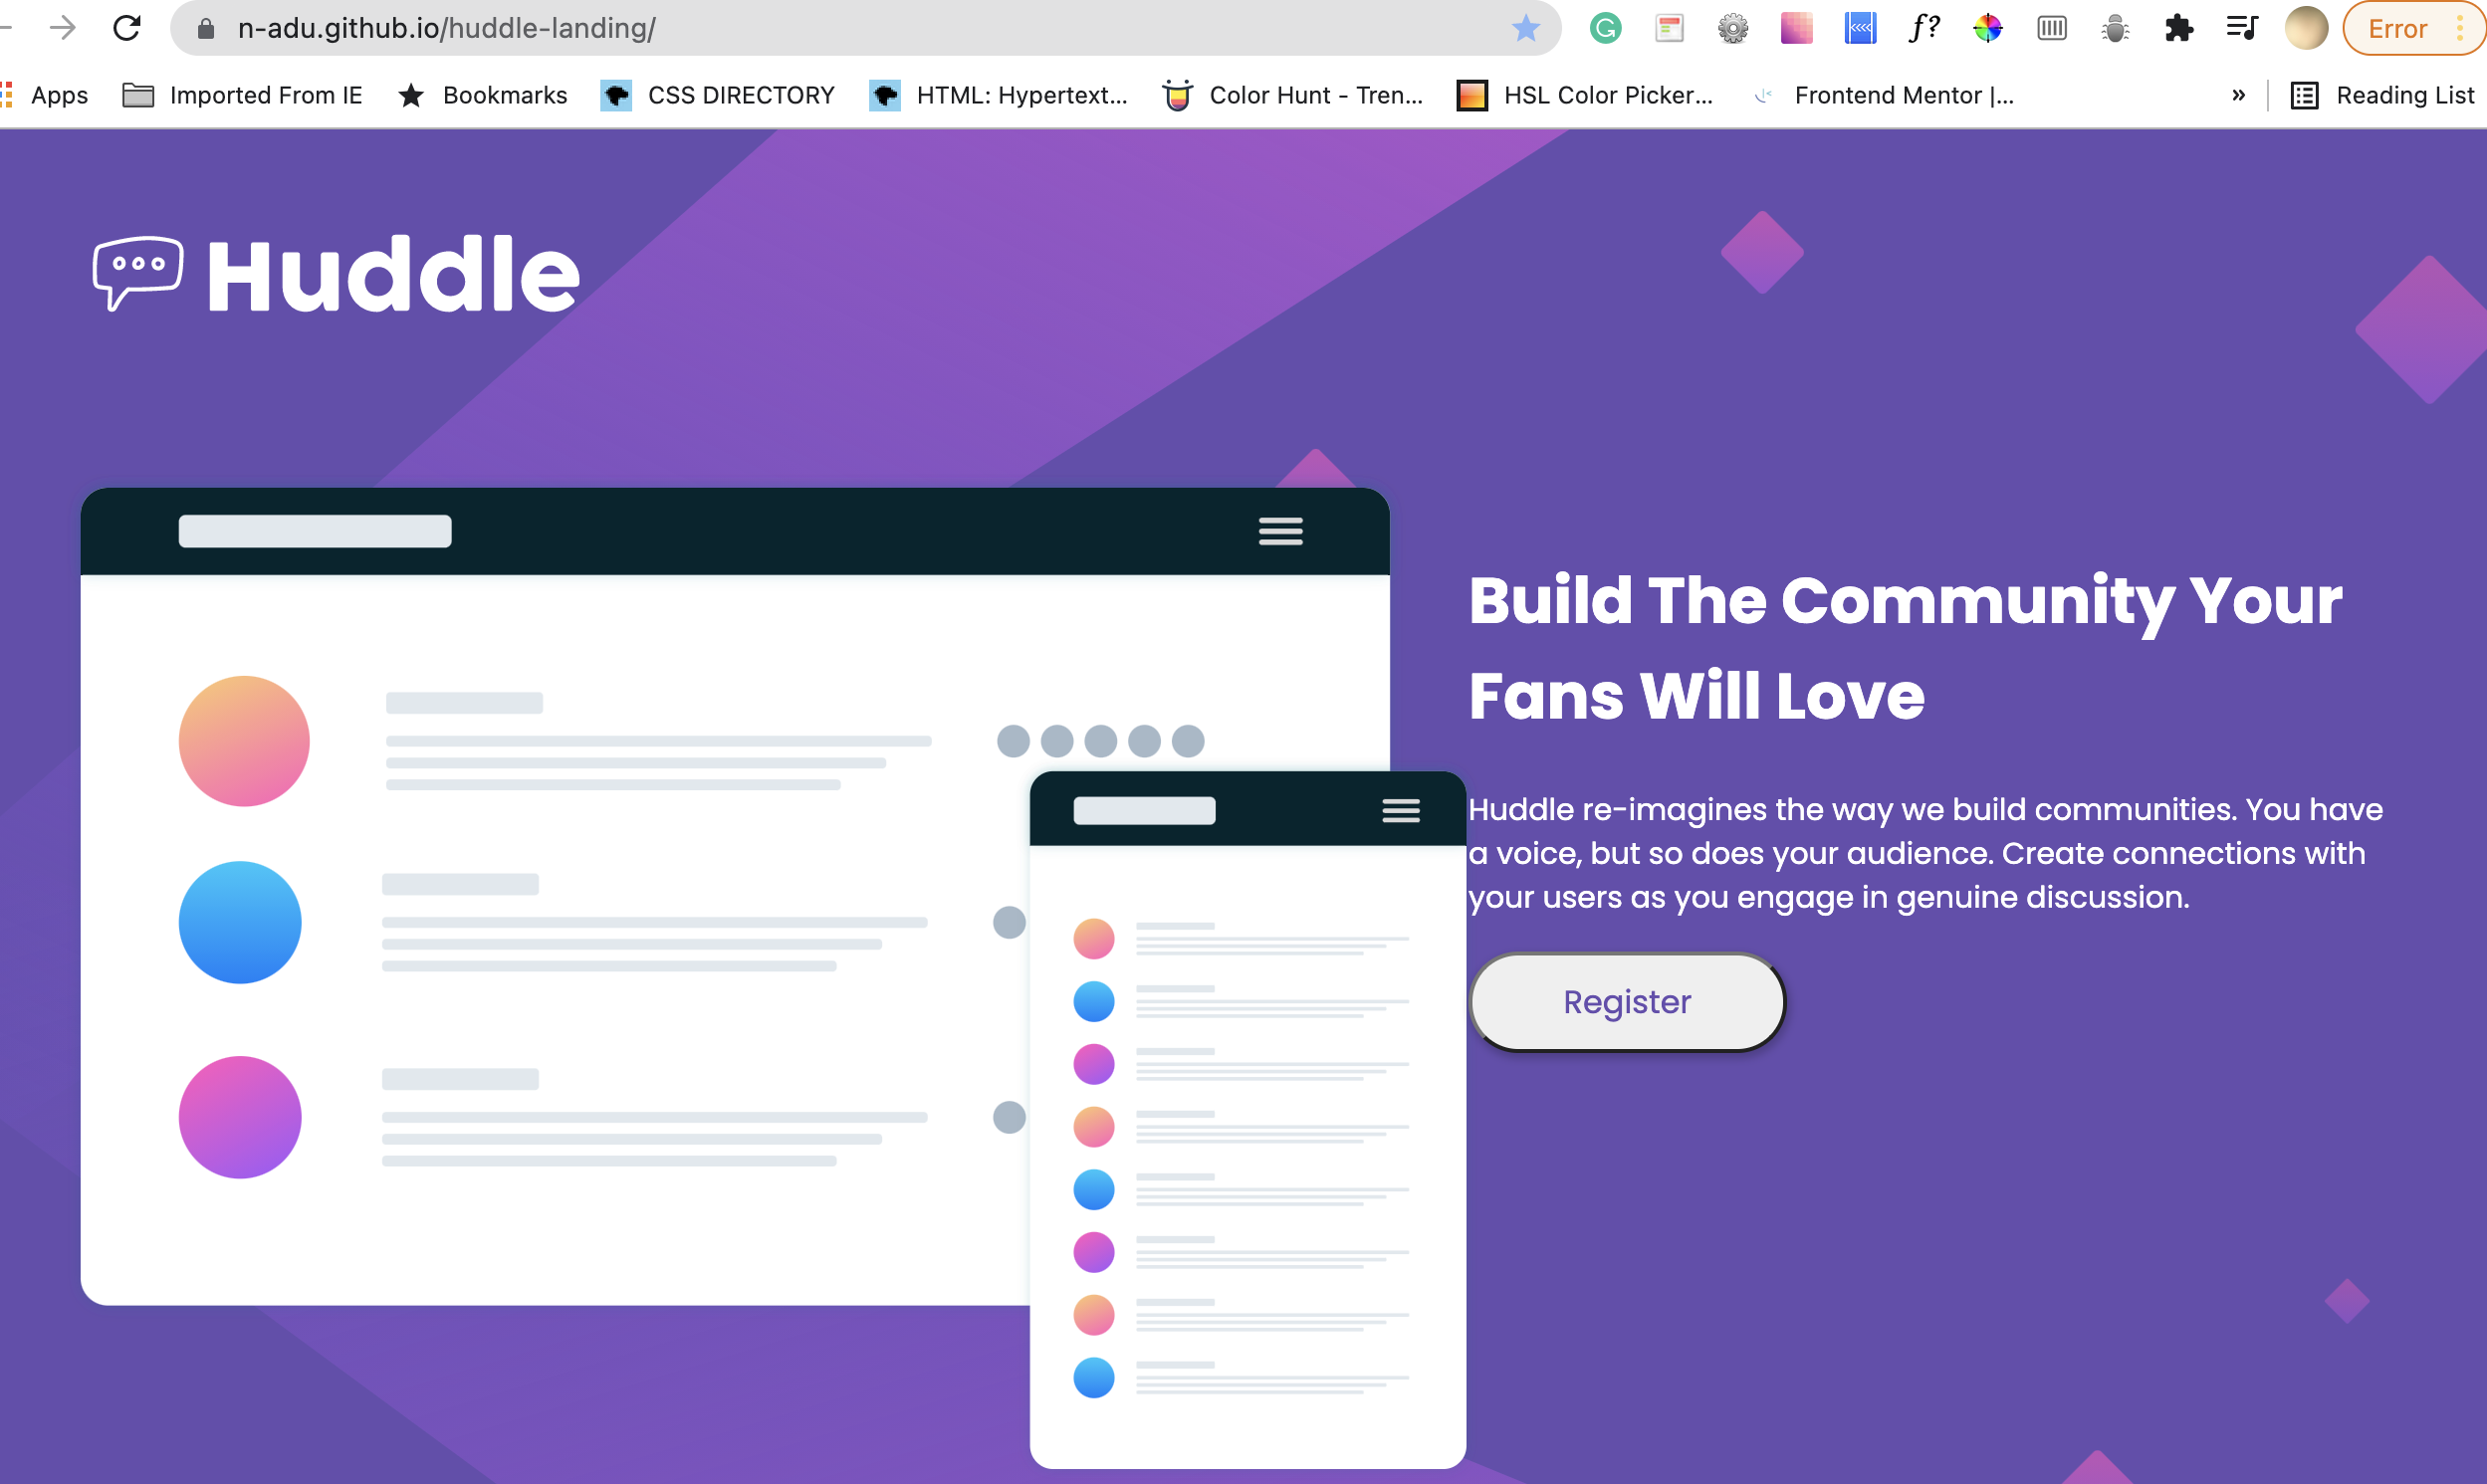 n-adu.github.io/huddle-landing/
f?
Error
Apps
Imported From IE
Bookmarks
CSS DIRECTORY
HTML: Hypertext...
Color Hunt - Tren...
HSL Color Picker...
Frontend Mentor |...
»
Reading List
Huddle
Build The Community Your
Fans Will Love
Huddle re-imagines the way we build communities. You have
a voice, but so does your audience. Create connections with
your users as you engage in genuine discussion.
Register